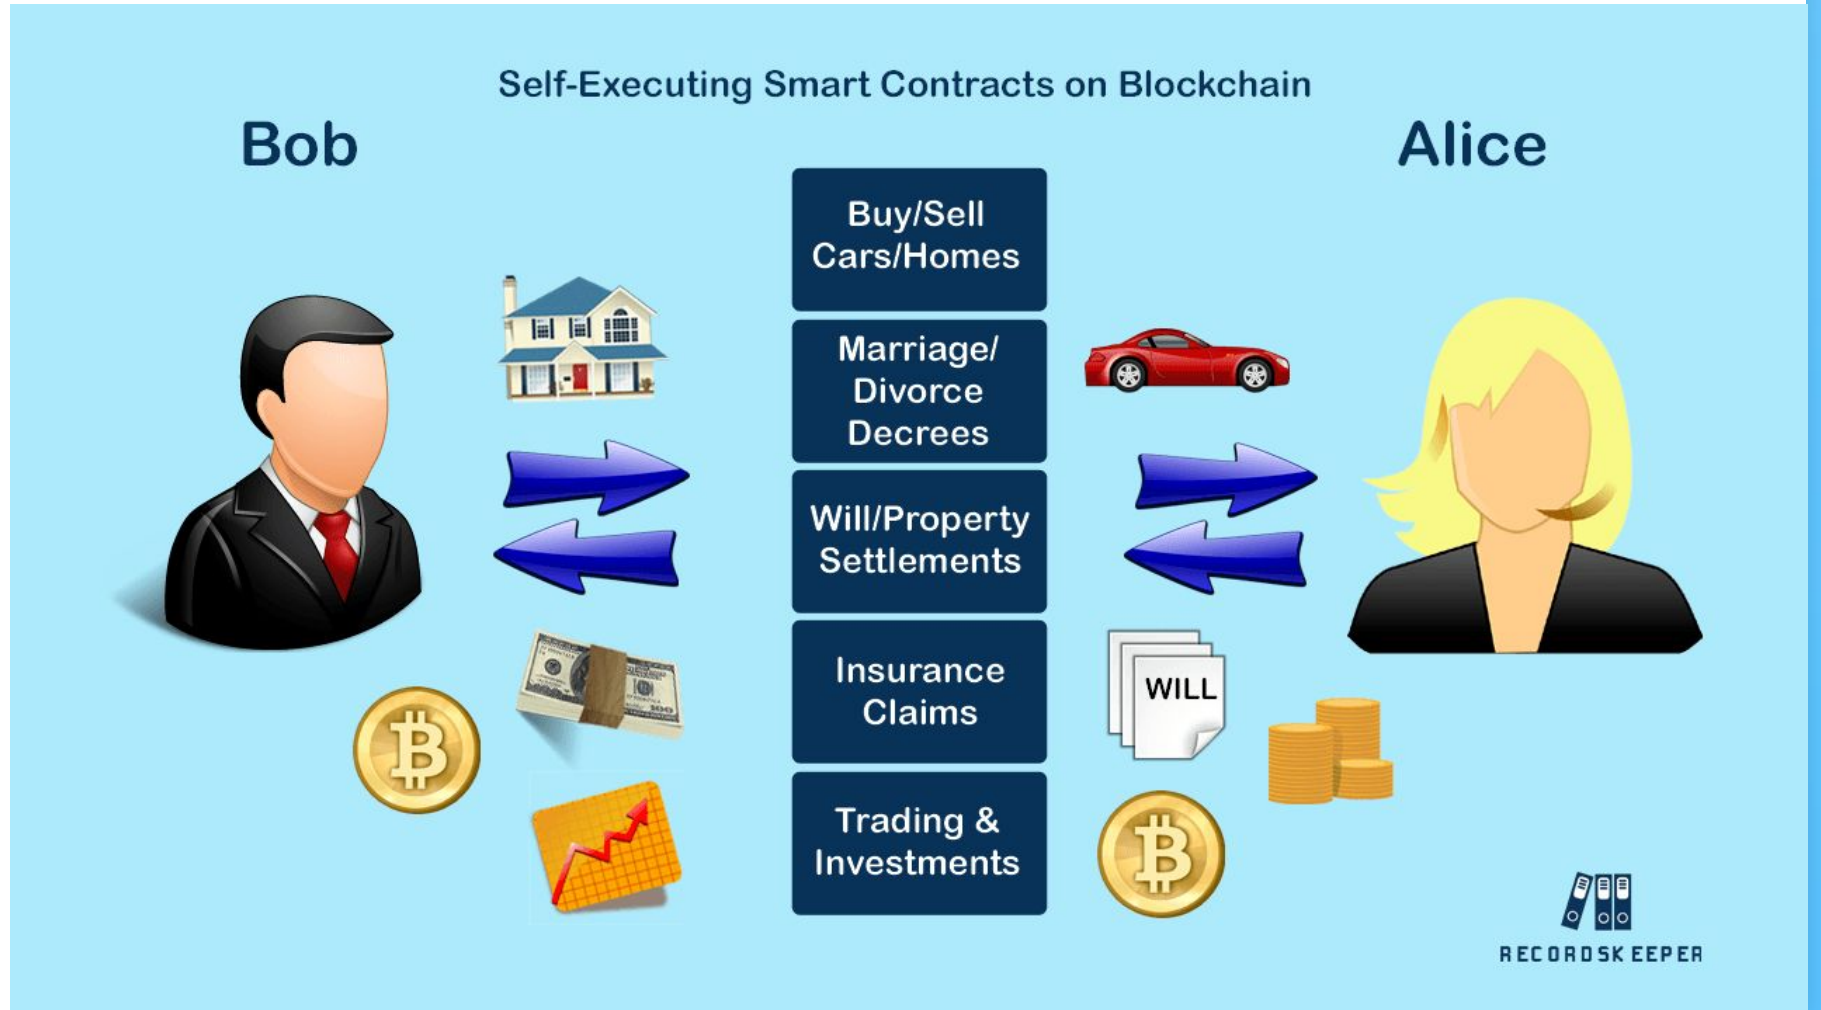 Self-Executing Smart Contracts on Blockchain
Bob
Alice
Buy/Sell
Cars/Homes
Marriage/
Divorce
Decrees
Will/Property
Settlements
Insurance
Claims
Trading &
Investments
WILL
RECORDSKEEPER